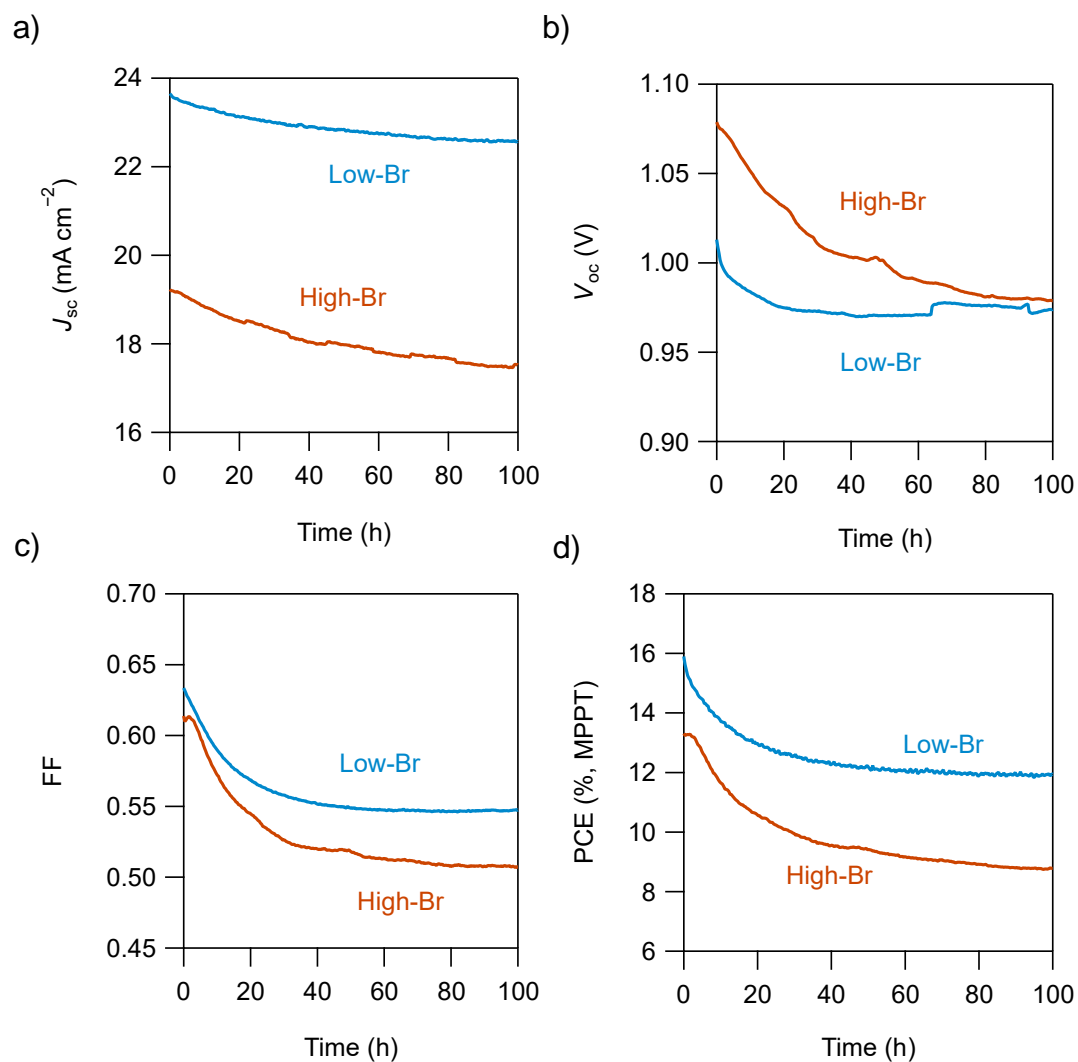 a)
24
22
20
18
16
J_sc (mA cm⁻²)
Low-Br
High-Br
0 20 40 60 80 100
Time (h)
b)
1.10
1.05
1.00
0.95
0.90
V_oc (V)
High-Br
Low-Br
0 20 40 60 80 100
Time (h)
c)
0.70
0.65
0.60
0.55
0.50
0.45
FF
Low-Br
High-Br
0 20 40 60 80 100
Time (h)
d)
18
16
14
12
10
8
6
PCE (%, MPPT)
Low-Br
High-Br
0 20 40 60 80 100
Time (h)